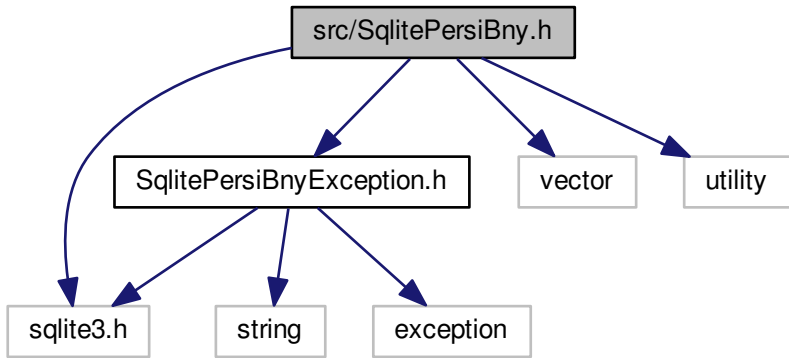 src/SqlitePersiBny.h
SqlitePersiBnyException.h
vector
utility
sqlite3.h
string
exception